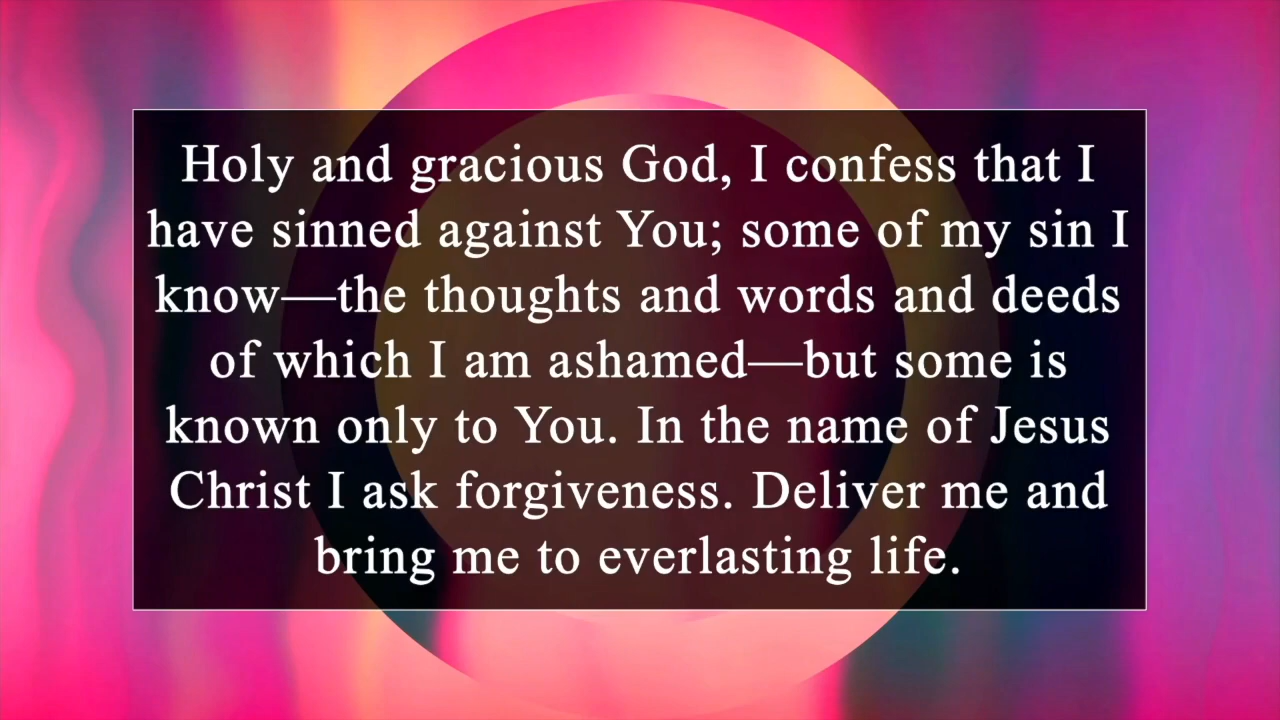 Holy and gracious God, I confess that I
have sinned against You; some of my sin I
know—the thoughts and words and deeds
of which I am ashamed—but some is
known only to You. In the name of Jesus
Christ I ask forgiveness. Deliver me and
bring me to everlasting life.